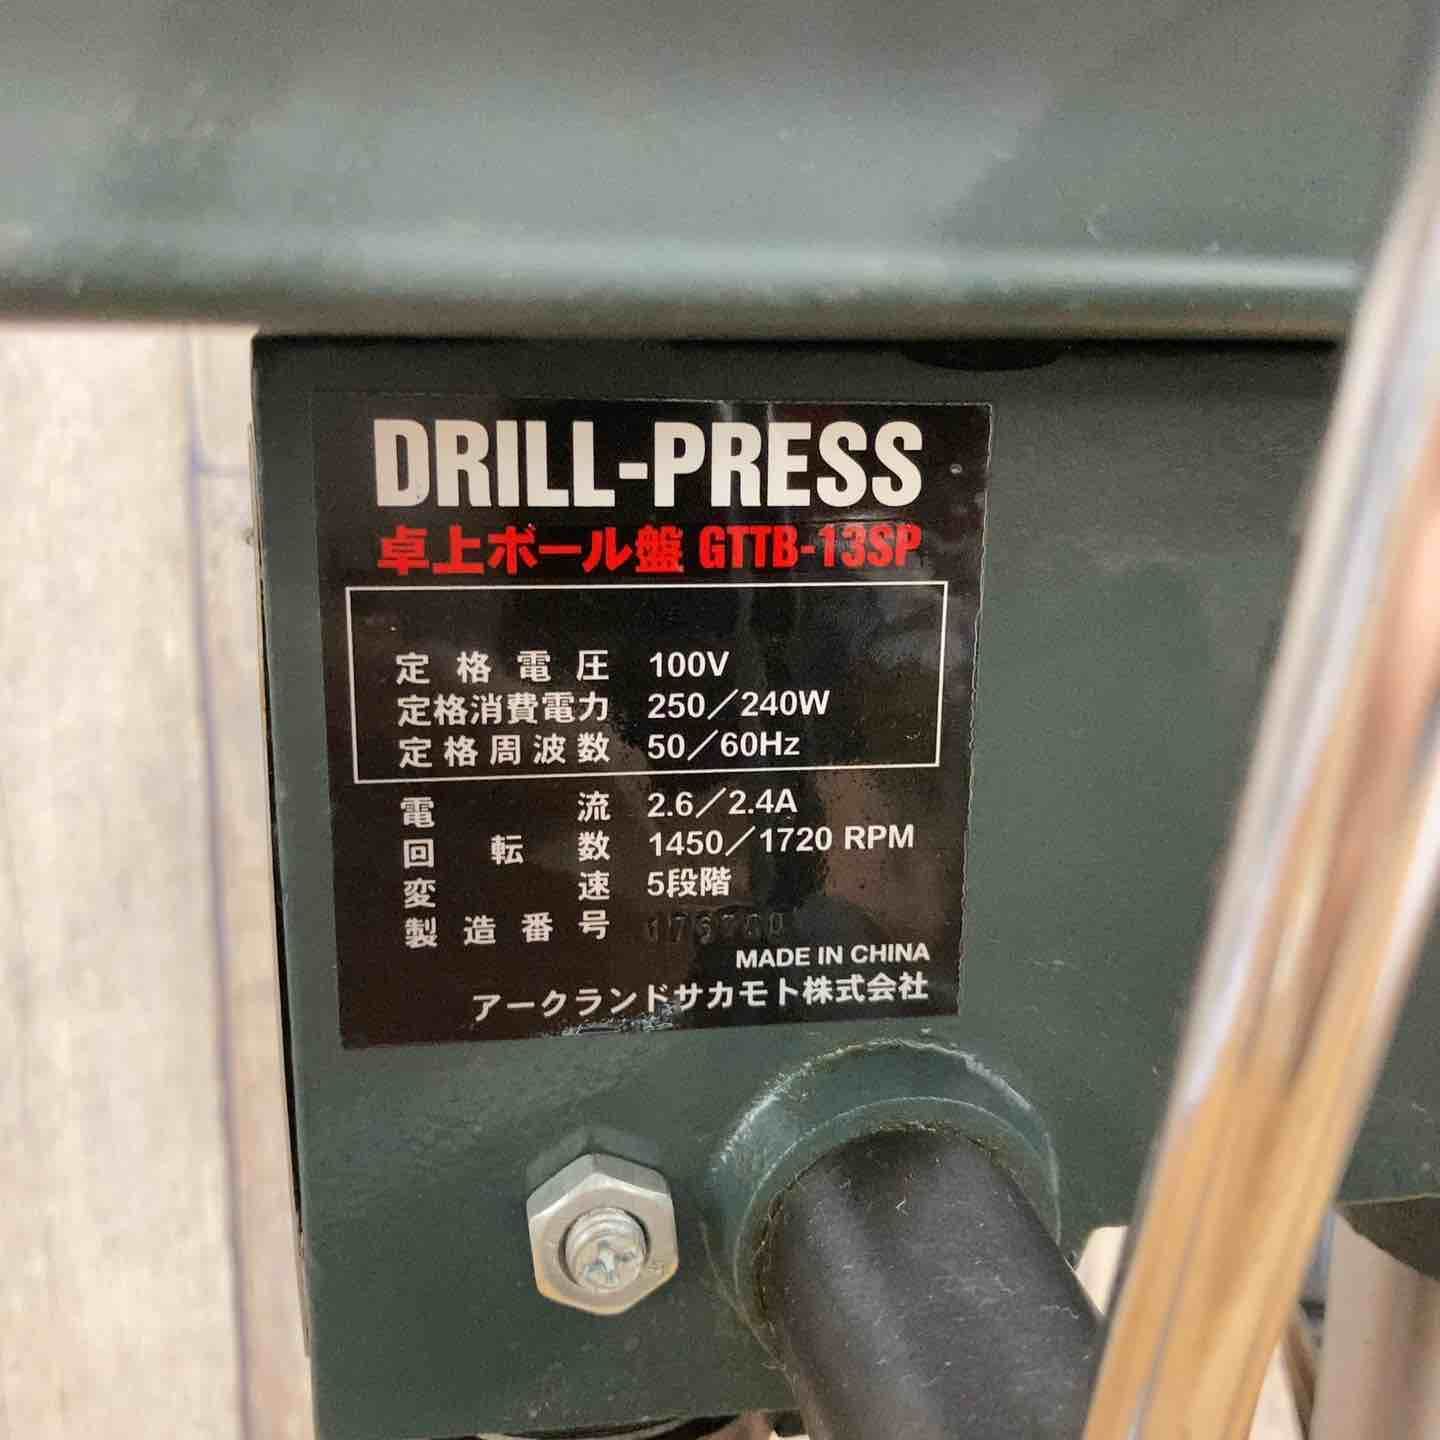 DRILL-PRESS
卓上ボール盤 GTTB-13SP
定格電圧 100V
定格消費電力 250／240W
定格周波数 50／60Hz
電流 2.6／2.4A
回転数 1450／1720 RPM
変速 5段階
製造番号
MADE IN CHINA
アークランドサカモト株式会社